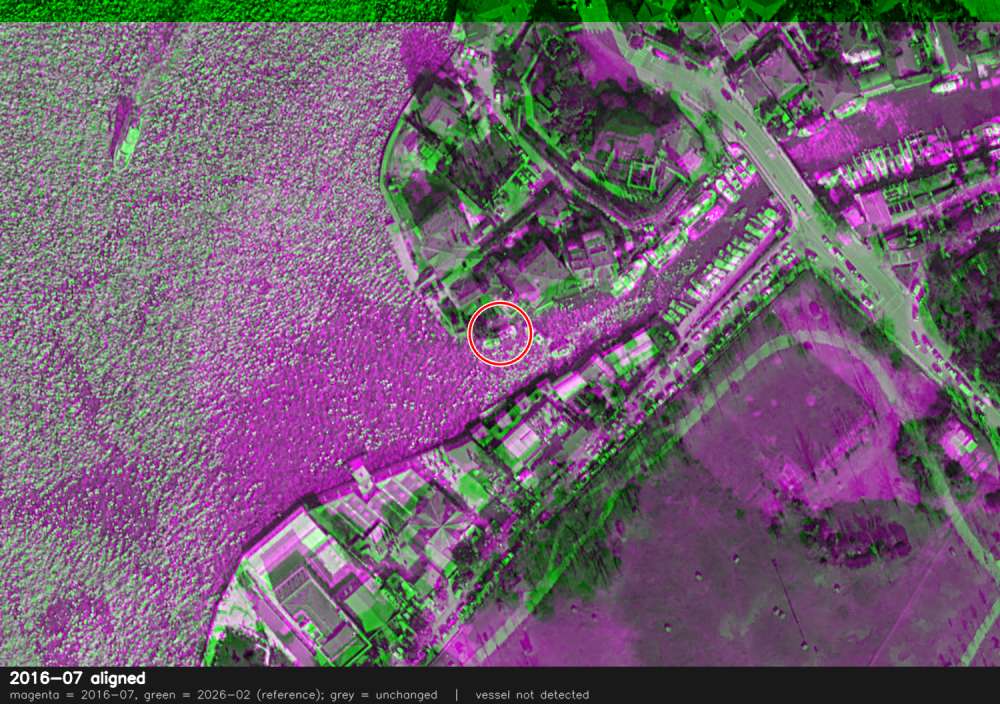 2016-07 aligned
magenta = 2016-07, green = 2026-02 (reference); grey = unchanged | vessel not detected